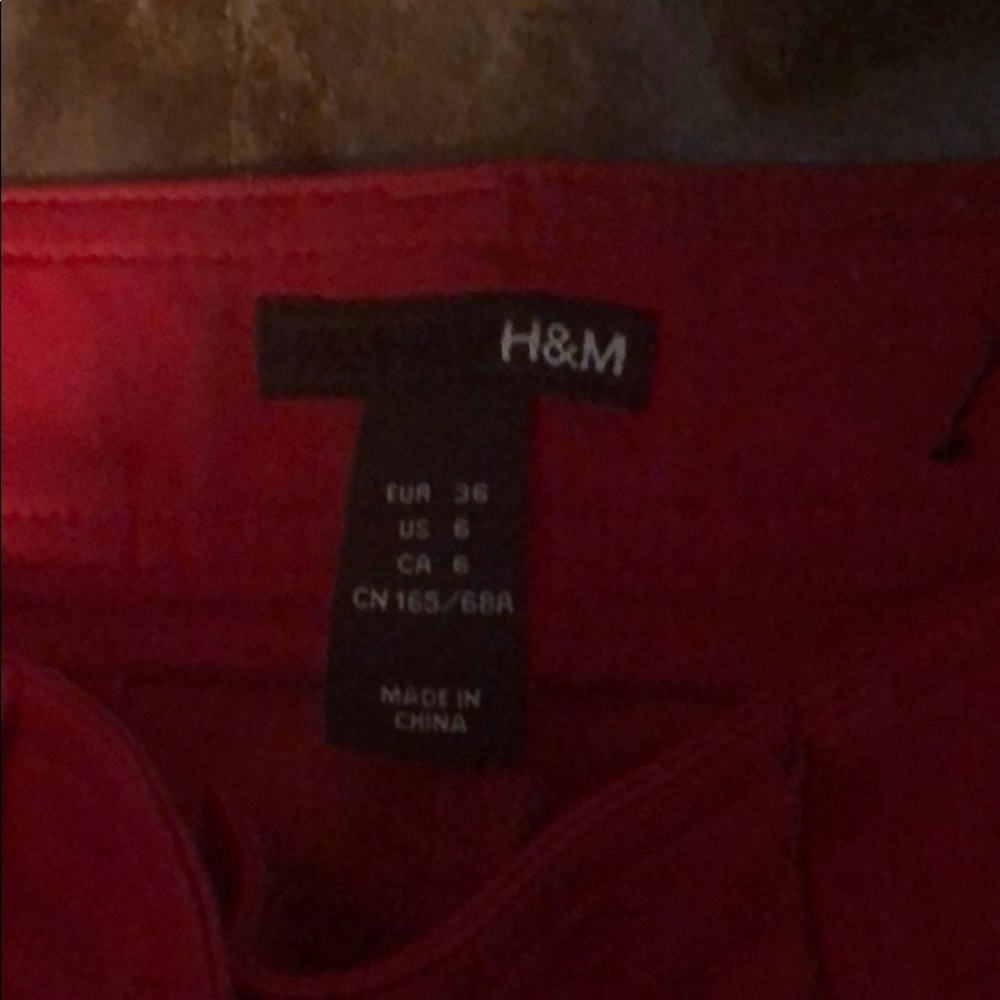 H&M
EUR 36
US 6
CA 6
CN 165/68A
MADE IN
CHINA